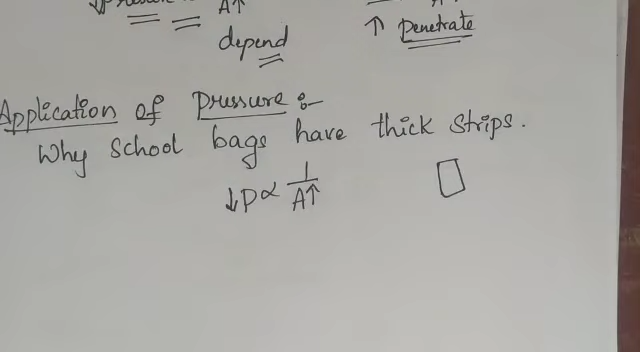 A↑
depend
↑ Penetrate
Application of Pressure :-
Why School bags have thick strips.
↓P∝ 1/A↑